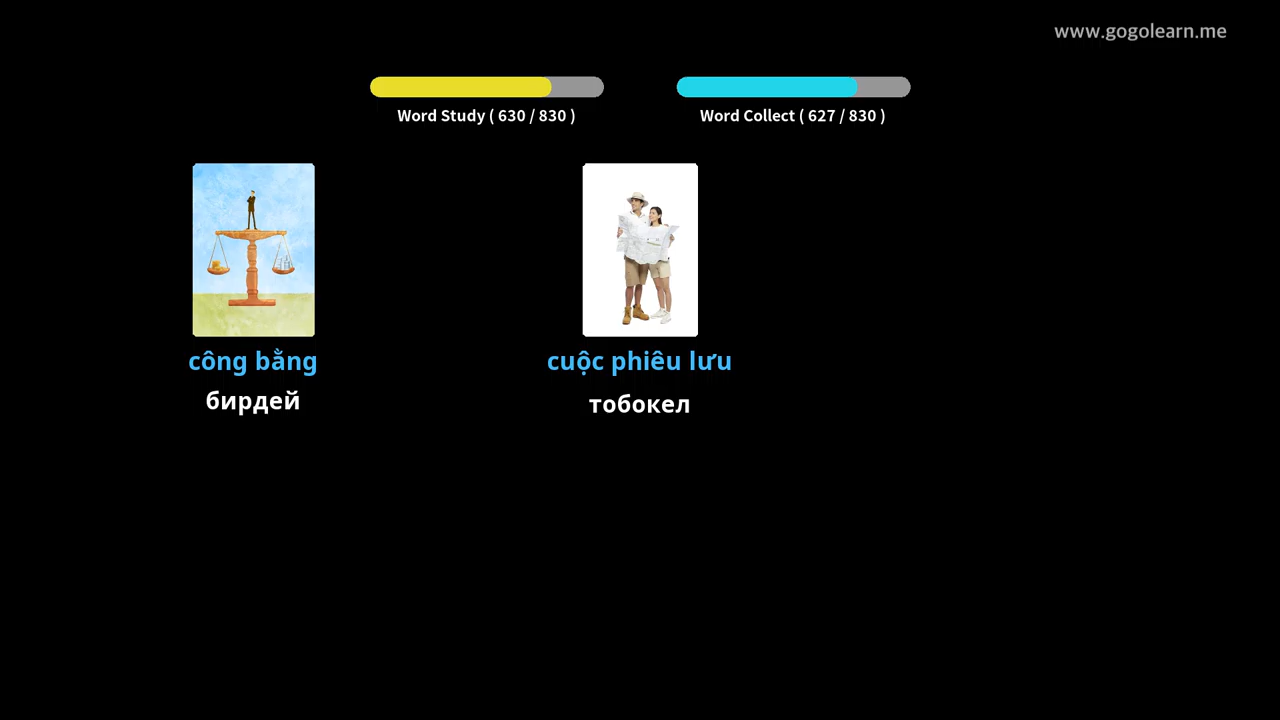 www.gogolearn.me
Word Study ( 630 / 830 )
Word Collect ( 627 / 830 )
công bằng
cuộc phiêu lưu
бирдей
тобокел